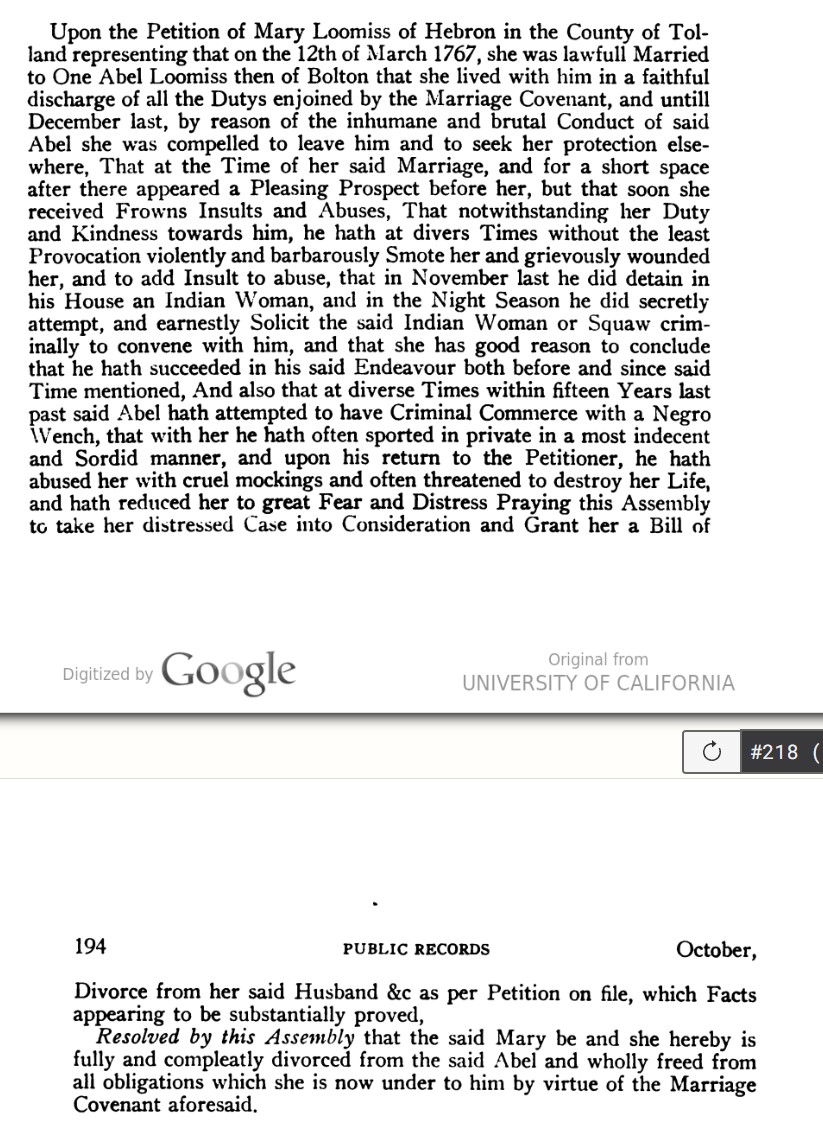 Upon the Petition of Mary Loomiss of Hebron in the County of Tol-
land representing that on the 12th of March 1767, she was lawfull Married
to One Abel Loomiss then of Bolton that she lived with him in a faithful
discharge of all the Dutys enjoined by the Marriage Covenant, and untill
December last, by reason of the inhumane and brutal Conduct of said
Abel she was compelled to leave him and to seek her protection else-
where, That at the Time of her said Marriage, and for a short space
after there appeared a Pleasing Prospect before her, but that soon she
received Frowns Insults and Abuses, That notwithstanding her Duty
and Kindness towards him, he hath at divers Times without the least
Provocation violently and barbarously Smote her and grievously wounded
her, and to add Insult to abuse, that in November last he did detain in
his House an Indian Woman, and in the Night Season he did secretly
attempt, and earnestly Solicit the said Indian Woman or Squaw crim-
inally to convene with him, and that she has good reason to conclude
that he hath succeeded in his said Endeavour both before and since said
Time mentioned, And also that at diverse Times within fifteen Years last
past said Abel hath attempted to have Criminal Commerce with a Negro
Wench, that with her he hath often sported in private in a most indecent
and Sordid manner, and upon his return to the Petitioner, he hath
abused her with cruel mockings and often threatened to destroy her Life,
and hath reduced her to great Fear and Distress Praying this Assembly
to take her distressed Case into Consideration and Grant her a Bill of
Digitized by Google
Original from
UNIVERSITY OF CALIFORNIA
#218 (
194 PUBLIC RECORDS October,
Divorce from her said Husband &c as per Petition on file, which Facts
appearing to be substantially proved,
Resolved by this Assembly that the said Mary be and she hereby is
fully and compleatly divorced from the said Abel and wholly freed from
all obligations which she is now under to him by virtue of the Marriage
Covenant aforesaid.